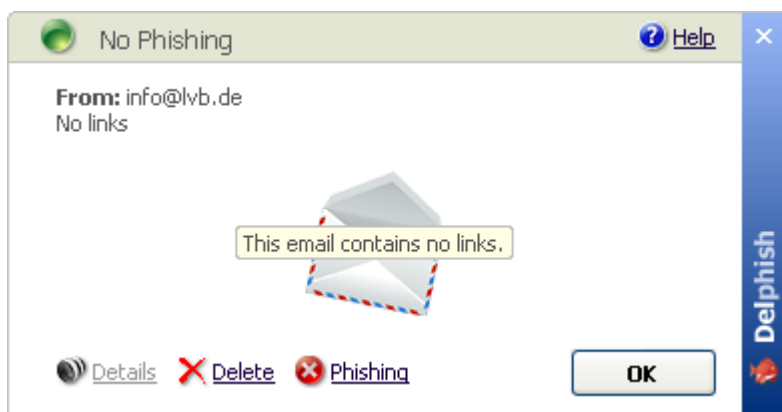 No Phishing
Help
From: info@lvb.de
No links
This email contains no links.
Details
Delete
Phishing
OK
Delphish